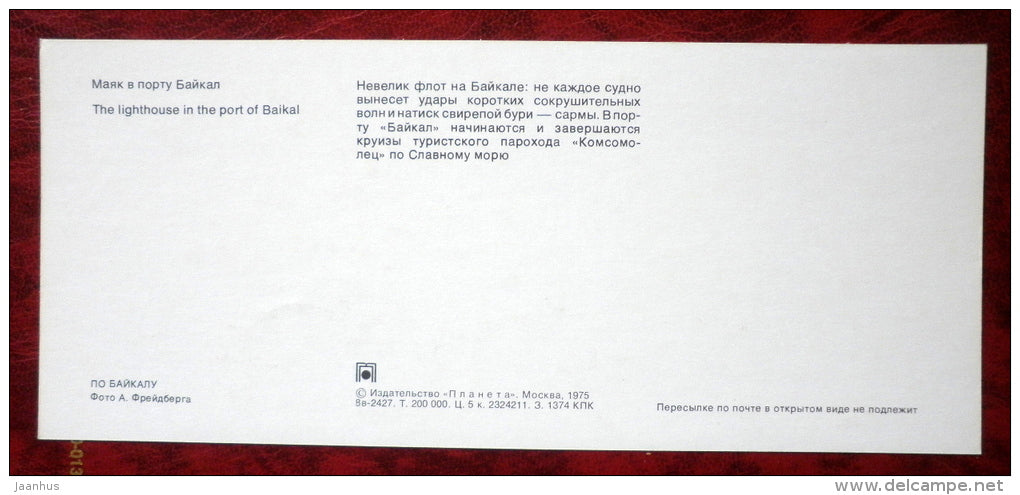 Маяк в порту Байкал
The lighthouse in the port of Baikal
Невелик флот на Байкале: не каждое судно
вынесет удары коротких сокрушительных
волн и натиск свирепой бури — сармы. В пор-
ту «Байкал» начинаются и завершаются
круизы туристского парохода «Комсомо-
лец» по Славному морю
ПО БАЙКАЛУ
Фото А. Фрейдберга
© Издательство «Планета». Москва, 1975
8в-2427. Т. 200 000. Ц. 5 к. 2324211. З. 1374 КПК
Пересылке по почте в открытом виде не подлежит
Jaanhus
www.delcampe.net